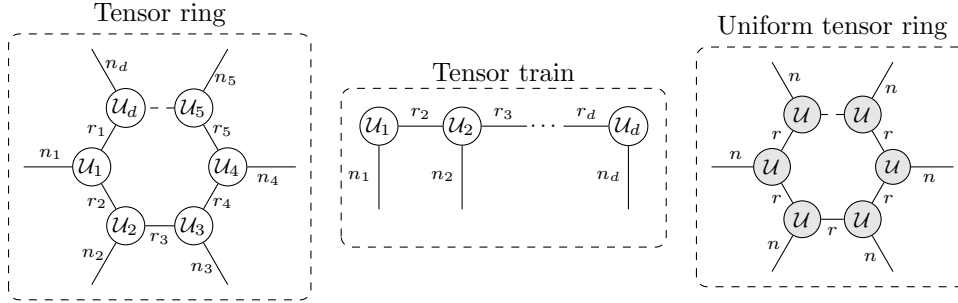 Tensor ring
n_d
n_5
𝒰_d
𝒰_5
r_1
r_5
n_1
𝒰_1
𝒰_4
n_4
r_2
r_4
𝒰_2
r_3
𝒰_3
n_2
n_3
Tensor train
𝒰_1 r_2 𝒰_2 r_3 ⋯ r_d 𝒰_d
n_1 n_2 n_d
Uniform tensor ring
n
n
𝒰
𝒰
r
r
n
𝒰
𝒰
n
r
r
𝒰
r
𝒰
n
n